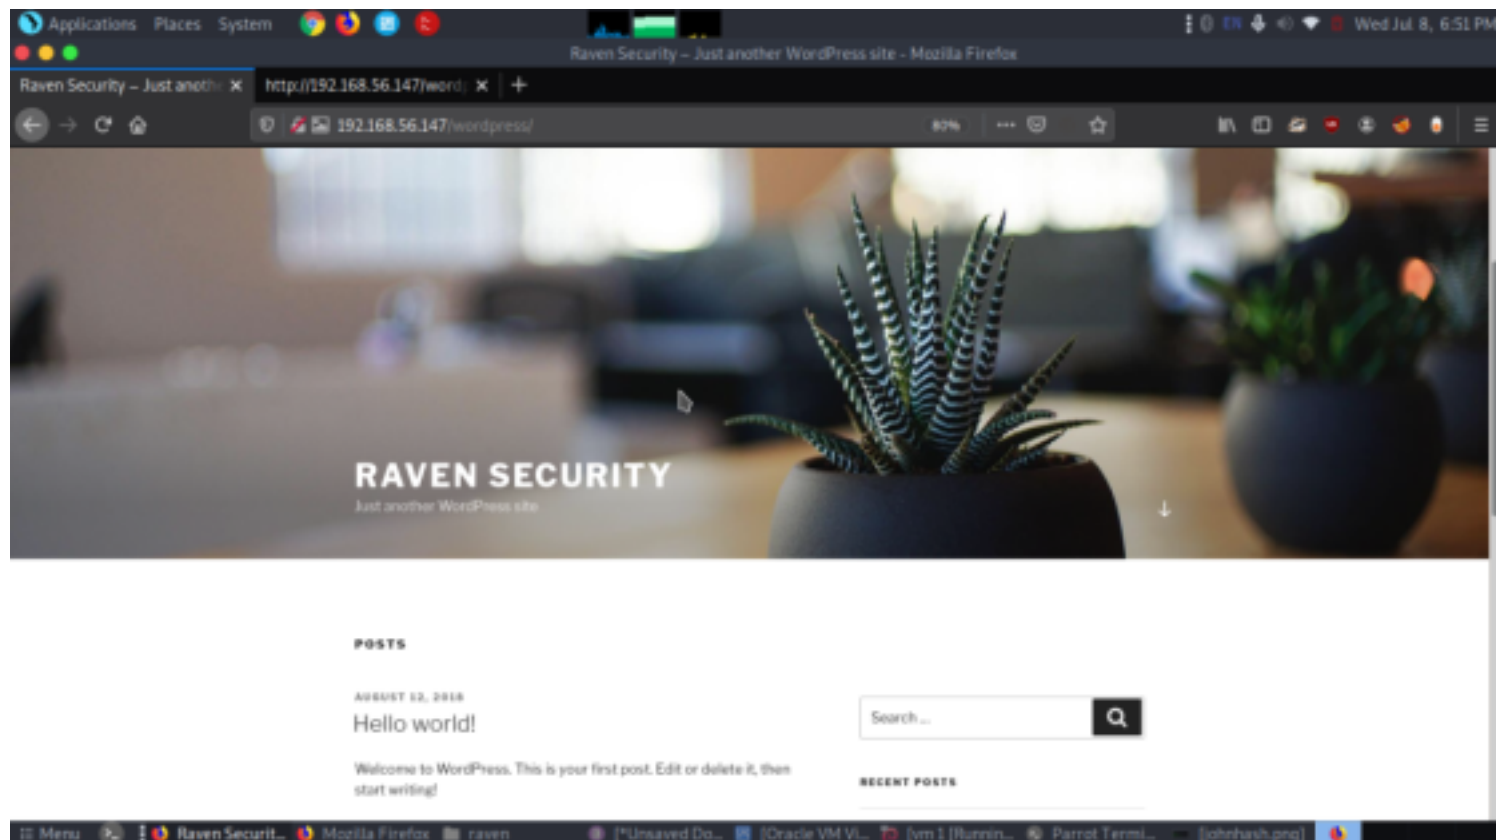 Applications Places System
Wed Jul 8, 6:51 PM
Raven Security – Just another WordPress site - Mozilla Firefox
Raven Security – Just anoth
http://192.168.56.147/word
192.168.56.147/wordpress/
80%
RAVEN SECURITY
Just another WordPress site
POSTS
AUGUST 12, 2018
Hello world!
Search ...
Welcome to WordPress. This is your first post. Edit or delete it, then
start writing!
RECENT POSTS
Menu
Raven Securit...
Mozilla Firefox
raven
[*Unsaved Do...
[Oracle VM Vi...
[vm 1 [Runnin...
Parrot Termi...
[johnhash.png]